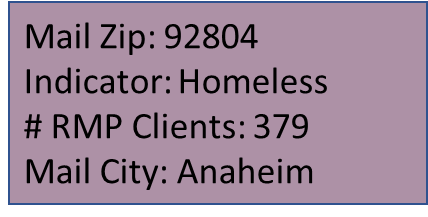 Mail Zip: 92804
Indicator: Homeless
# RMP Clients: 379
Mail City: Anaheim